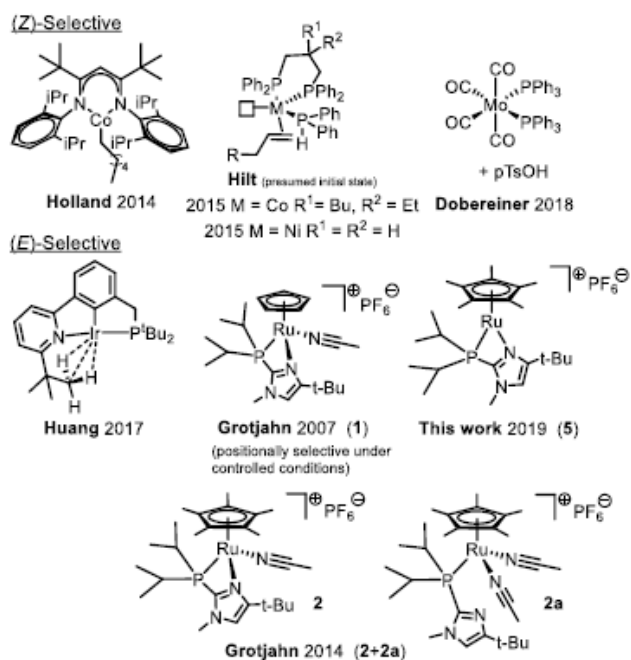 (Z)-Selective
iPr
iPr
N
N
Co
iPr
iPr
4
Holland 2014
R1
R2
Ph2P
PPh2
M
Ph
P
Ph
H
R
Hilt (presumed initial state)
2015 M = Co R1= Bu, R2 = Et
2015 M = Ni R1 = R2 = H
CO
CO
PPh3
Mo
CO
PPh3
CO
+ pTsOH
Dobereiner 2018
(E)-Selective
N
Ir
PtBu2
H
H
H
Huang 2017
⊕ ⊖
PF6
Ru
N
P
N
N
t-Bu
Grotjahn 2007 (1)
(positionally selective under
controlled conditions)
⊕ ⊖
PF6
Ru
P
N
N
t-Bu
This work 2019 (5)
⊕ ⊖
PF6
Ru
N
P
N
N
t-Bu
2
⊕ ⊖
PF6
Ru
N
N
P
N
N
t-Bu
2a
Grotjahn 2014 (2+2a)